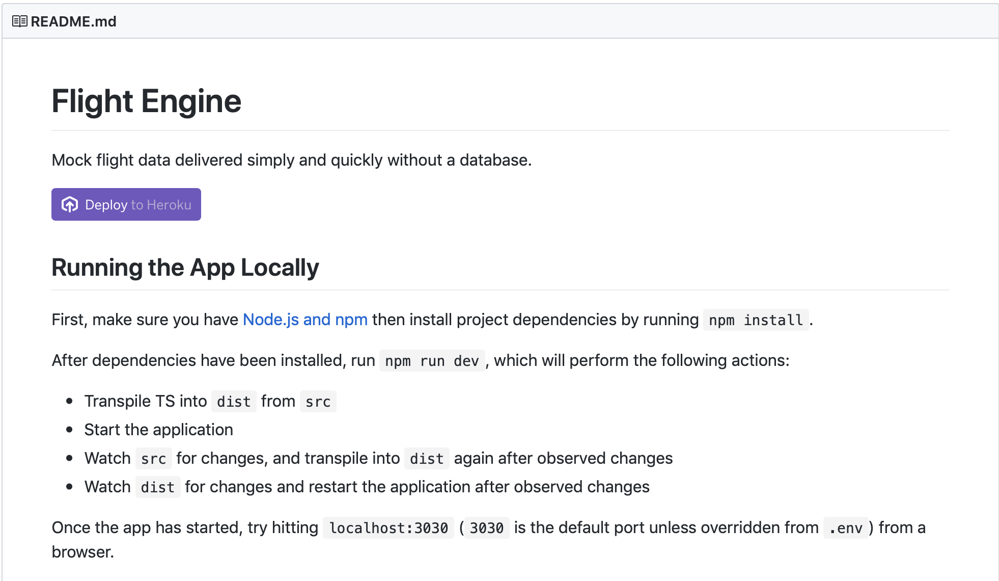 README.md
Flight Engine
Mock flight data delivered simply and quickly without a database.
Deploy to Heroku
Running the App Locally
First, make sure you have Node.js and npm then install project dependencies by running npm install.
After dependencies have been installed, run npm run dev, which will perform the following actions:
Transpile TS into dist from src
Start the application
Watch src for changes, and transpile into dist again after observed changes
Watch dist for changes and restart the application after observed changes
Once the app has started, try hitting localhost:3030 (3030 is the default port unless overridden from .env) from a
browser.